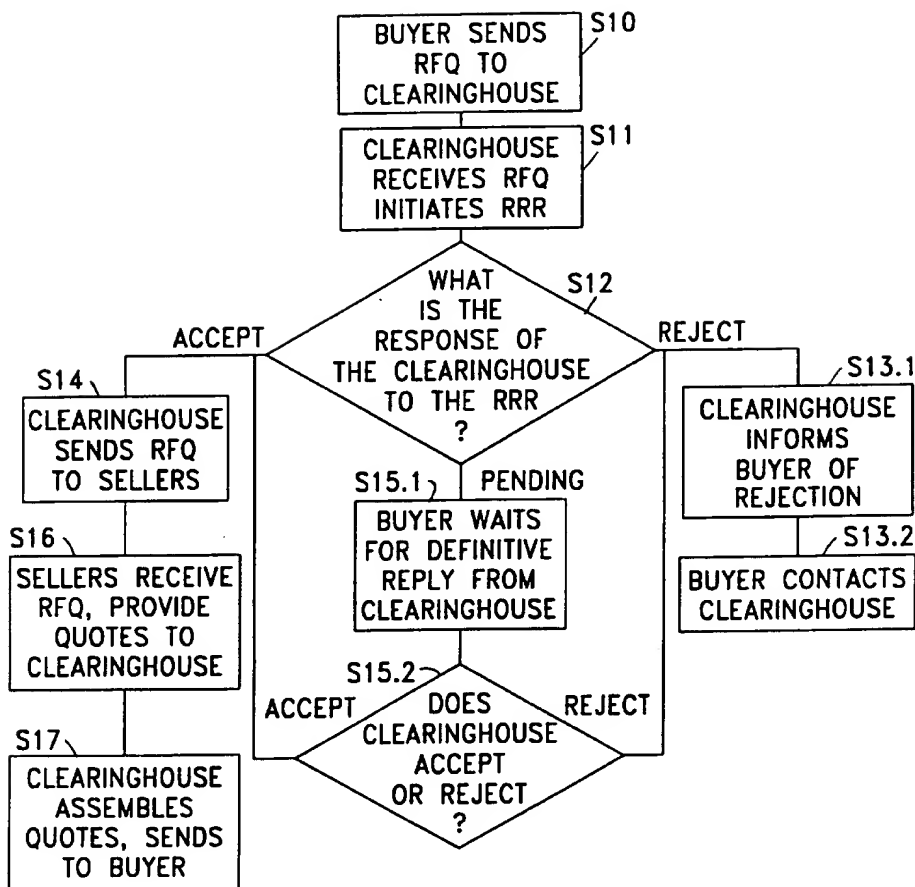 S10
BUYER SENDS
RFQ TO
CLEARINGHOUSE
S11
CLEARINGHOUSE
RECEIVES RFQ
INITIATES RRR
S12
WHAT
IS THE
RESPONSE OF
THE CLEARINGHOUSE
TO THE RRR
?
ACCEPT
REJECT
PENDING
S14
CLEARINGHOUSE
SENDS RFQ
TO SELLERS
S16
SELLERS RECEIVE
RFQ, PROVIDE
QUOTES TO
CLEARINGHOUSE
S17
CLEARINGHOUSE
ASSEMBLES
QUOTES, SENDS
TO BUYER
S15.1
BUYER WAITS
FOR DEFINITIVE
REPLY FROM
CLEARINGHOUSE
S15.2
DOES
CLEARINGHOUSE
ACCEPT
OR REJECT
?
ACCEPT
REJECT
S13.1
CLEARINGHOUSE
INFORMS
BUYER OF
REJECTION
S13.2
BUYER CONTACTS
CLEARINGHOUSE